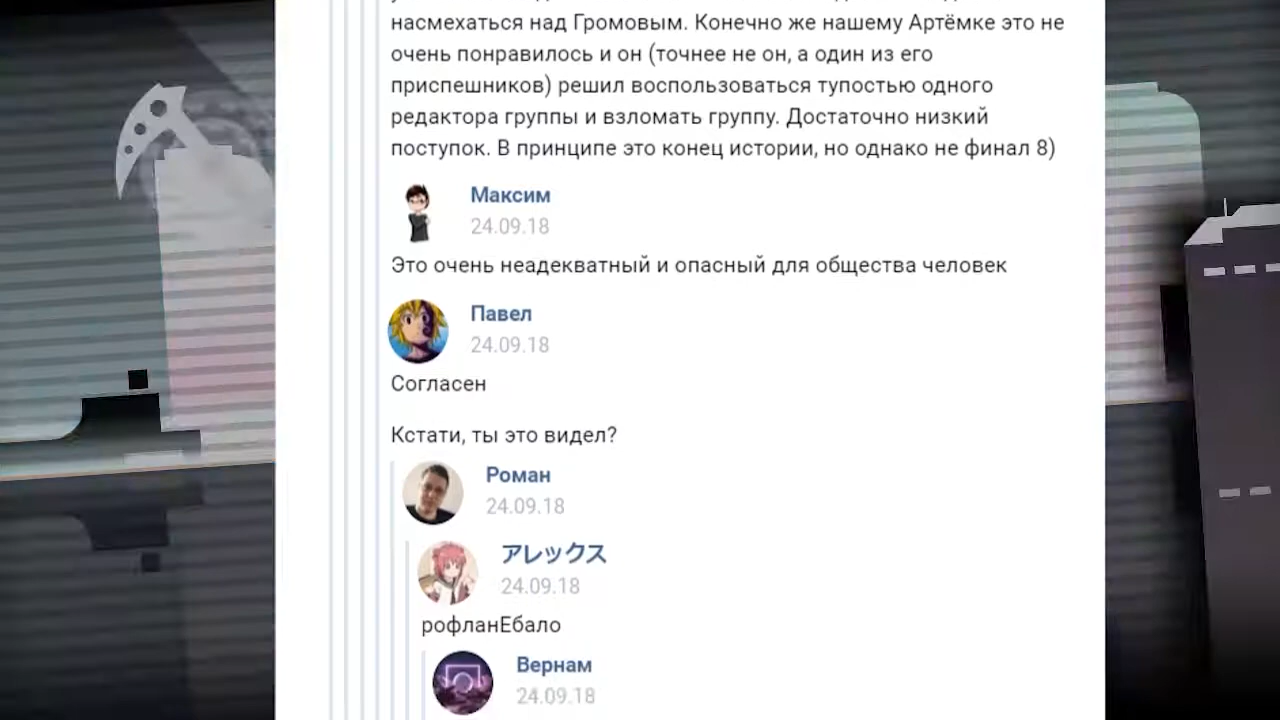 насмехаться над Громовым. Конечно же нашему Артёмке это не
очень понравилось и он (точнее не он, а один из его
приспешников) решил воспользоваться тупостью одного
редактора группы и взломать группу. Достаточно низкий
поступок. В принципе это конец истории, но однако не финал 8)
Максим
24.09.18
Это очень неадекватный и опасный для общества человек
Павел
24.09.18
Согласен
Кстати, ты это видел?
Роман
24.09.18
アレックス
24.09.18
рофланЕбало
Вернам
24.09.18